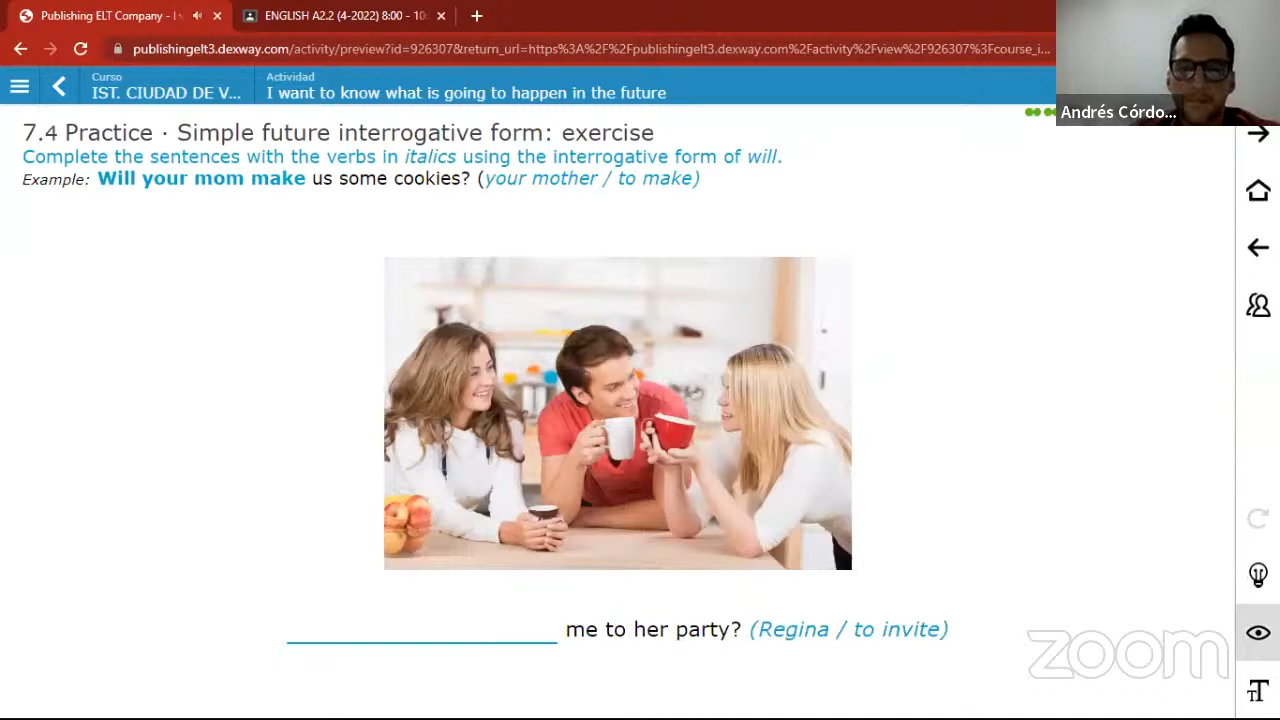 Publishing ELT Company - I v
ENGLISH A2.2 (4-2022) 8:00 - 10:
publishingelt3.dexway.com/activity/preview?id=926307&return_url=https%3A%2F%2Fpublishingelt3.dexway.com%2Factivity%2Fview%2F926307%3Fcourse_i...
Curso
IST. CIUDAD DE V...
Actividad
I want to know what is going to happen in the future
Andrés Córdo...
7.4 Practice · Simple future interrogative form: exercise
Complete the sentences with the verbs in italics using the interrogative form of will.
Example: Will your mom make us some cookies? (your mother / to make)
me to her party? (Regina / to invite)
zoom
TT